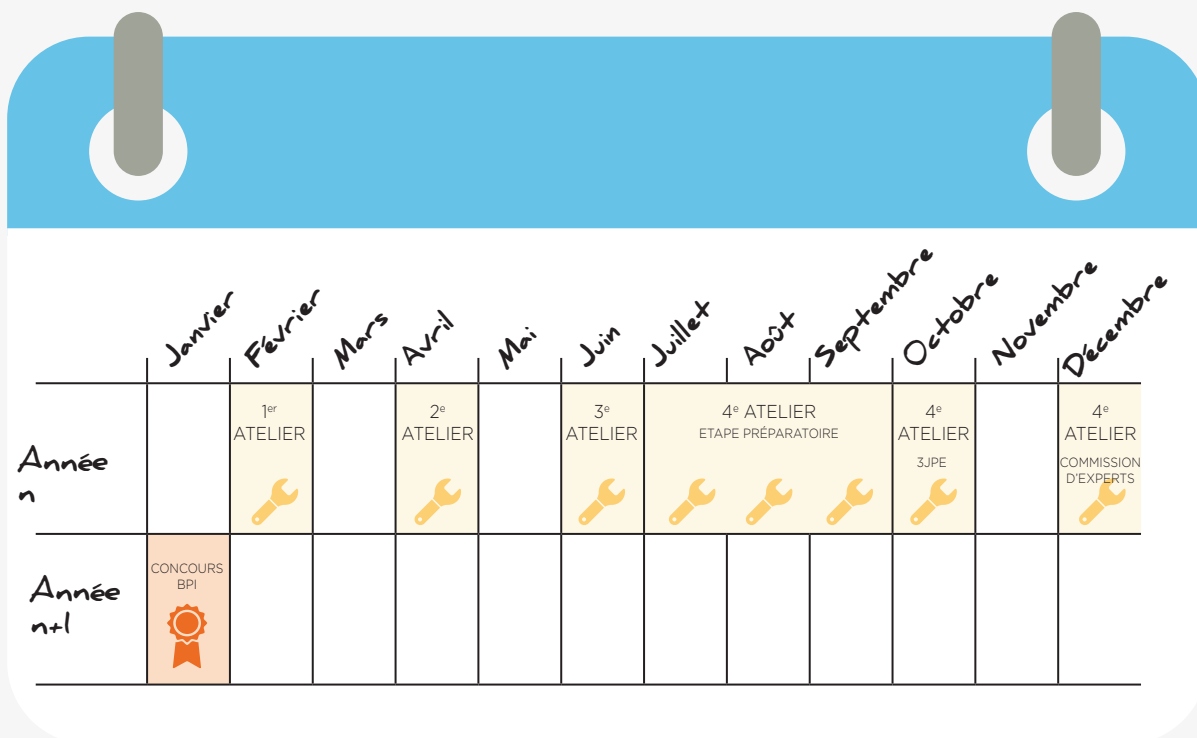 Janvier
Février
Mars
Avril
Mai
Juin
Juillet
Août
Septembre
Octobre
Novembre
Décembre
Année
n
1er
ATELIER
2e
ATELIER
3e
ATELIER
4e ATELIER
ETAPE PRÉPARATOIRE
4e
ATELIER
3JPE
4e
ATELIER
COMMISSION
D'EXPERTS
Année
n+1
CONCOURS
BPI